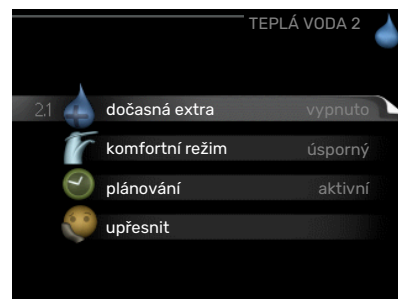 TEPLÁ VODA 2
2.1 dočasná extra vypnuto
komfortní režim úsporný
plánování aktivní
upřesnit